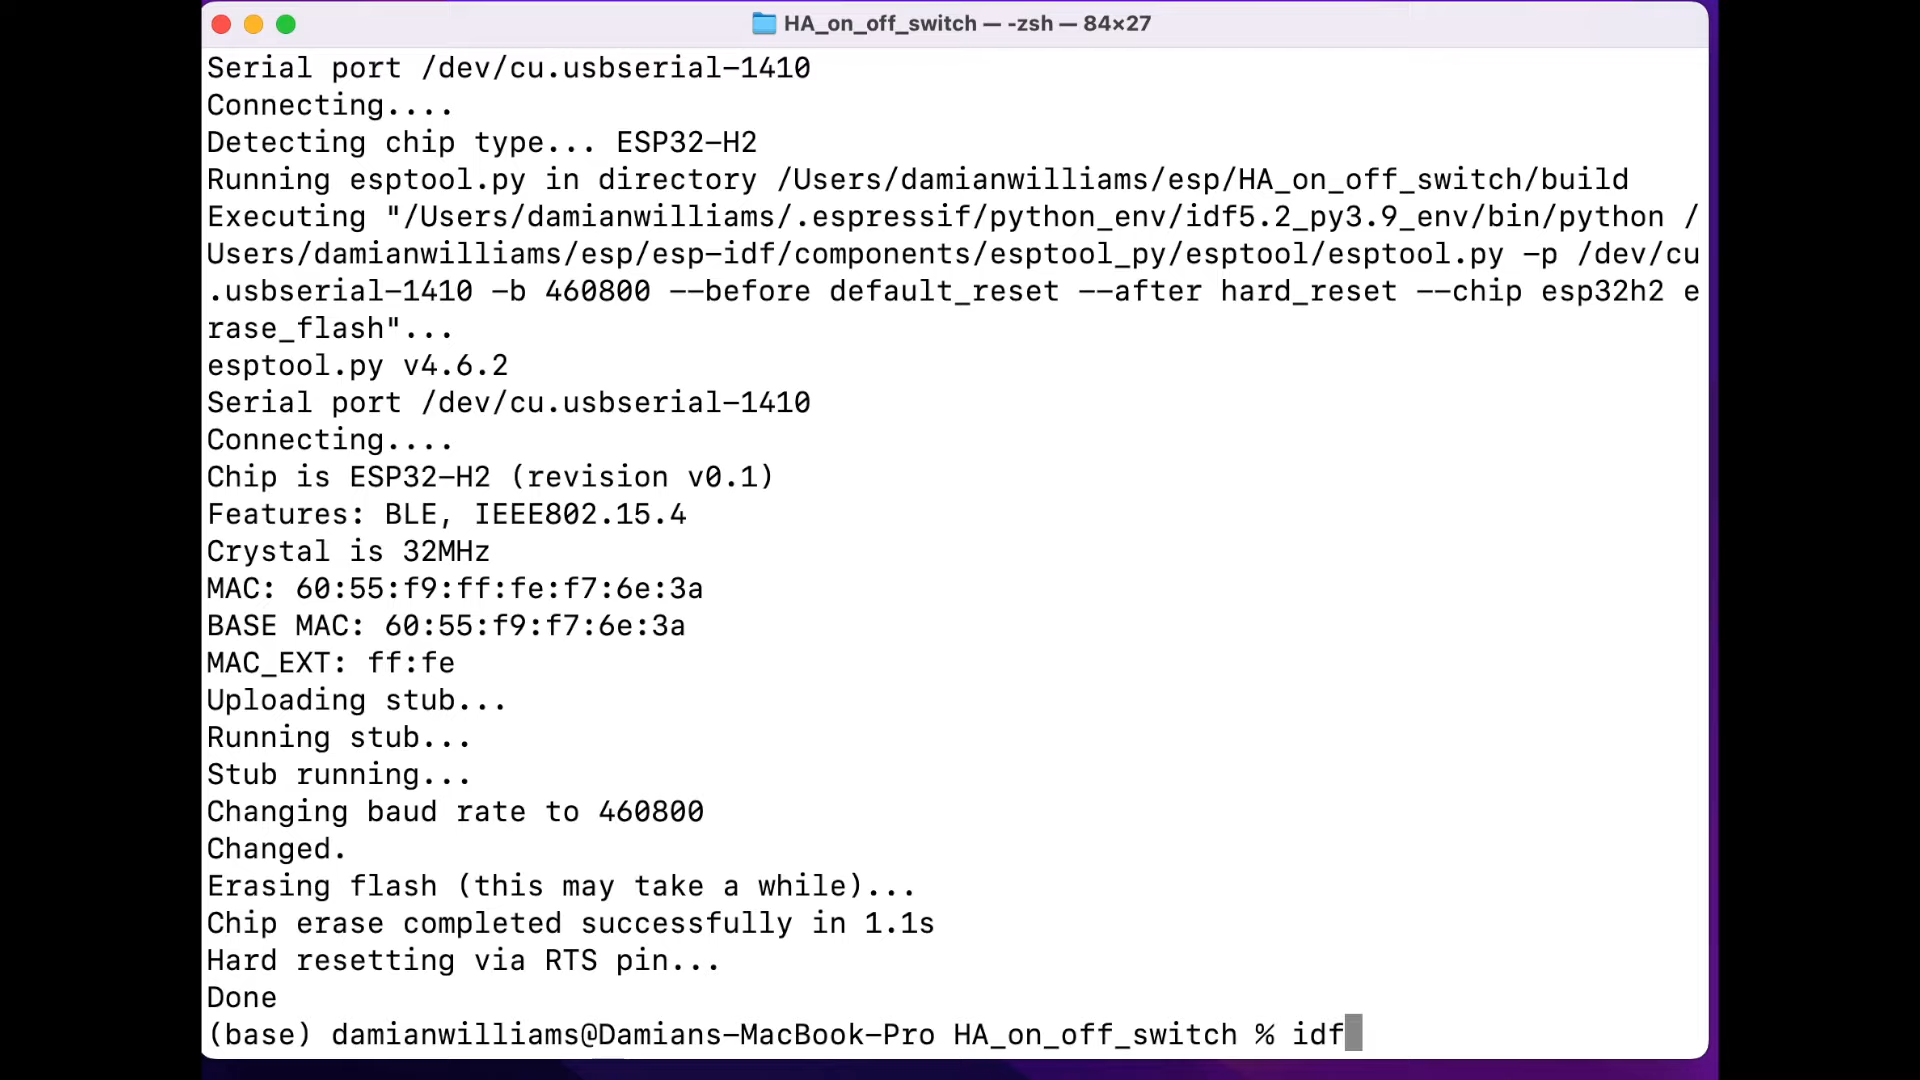 HA_on_off_switch — -zsh — 84×27
Serial port /dev/cu.usbserial-1410
Connecting....
Detecting chip type... ESP32-H2
Running esptool.py in directory /Users/damianwilliams/esp/HA_on_off_switch/build
Executing "/Users/damianwilliams/.espressif/python_env/idf5.2_py3.9_env/bin/python /
Users/damianwilliams/esp/esp-idf/components/esptool_py/esptool/esptool.py -p /dev/cu
.usbserial-1410 -b 460800 --before default_reset --after hard_reset --chip esp32h2 e
rase_flash"...
esptool.py v4.6.2
Serial port /dev/cu.usbserial-1410
Connecting....
Chip is ESP32-H2 (revision v0.1)
Features: BLE, IEEE802.15.4
Crystal is 32MHz
MAC: 60:55:f9:ff:fe:f7:6e:3a
BASE MAC: 60:55:f9:f7:6e:3a
MAC_EXT: ff:fe
Uploading stub...
Running stub...
Stub running...
Changing baud rate to 460800
Changed.
Erasing flash (this may take a while)...
Chip erase completed successfully in 1.1s
Hard resetting via RTS pin...
Done
(base) damianwilliams@Damians-MacBook-Pro HA_on_off_switch % idf